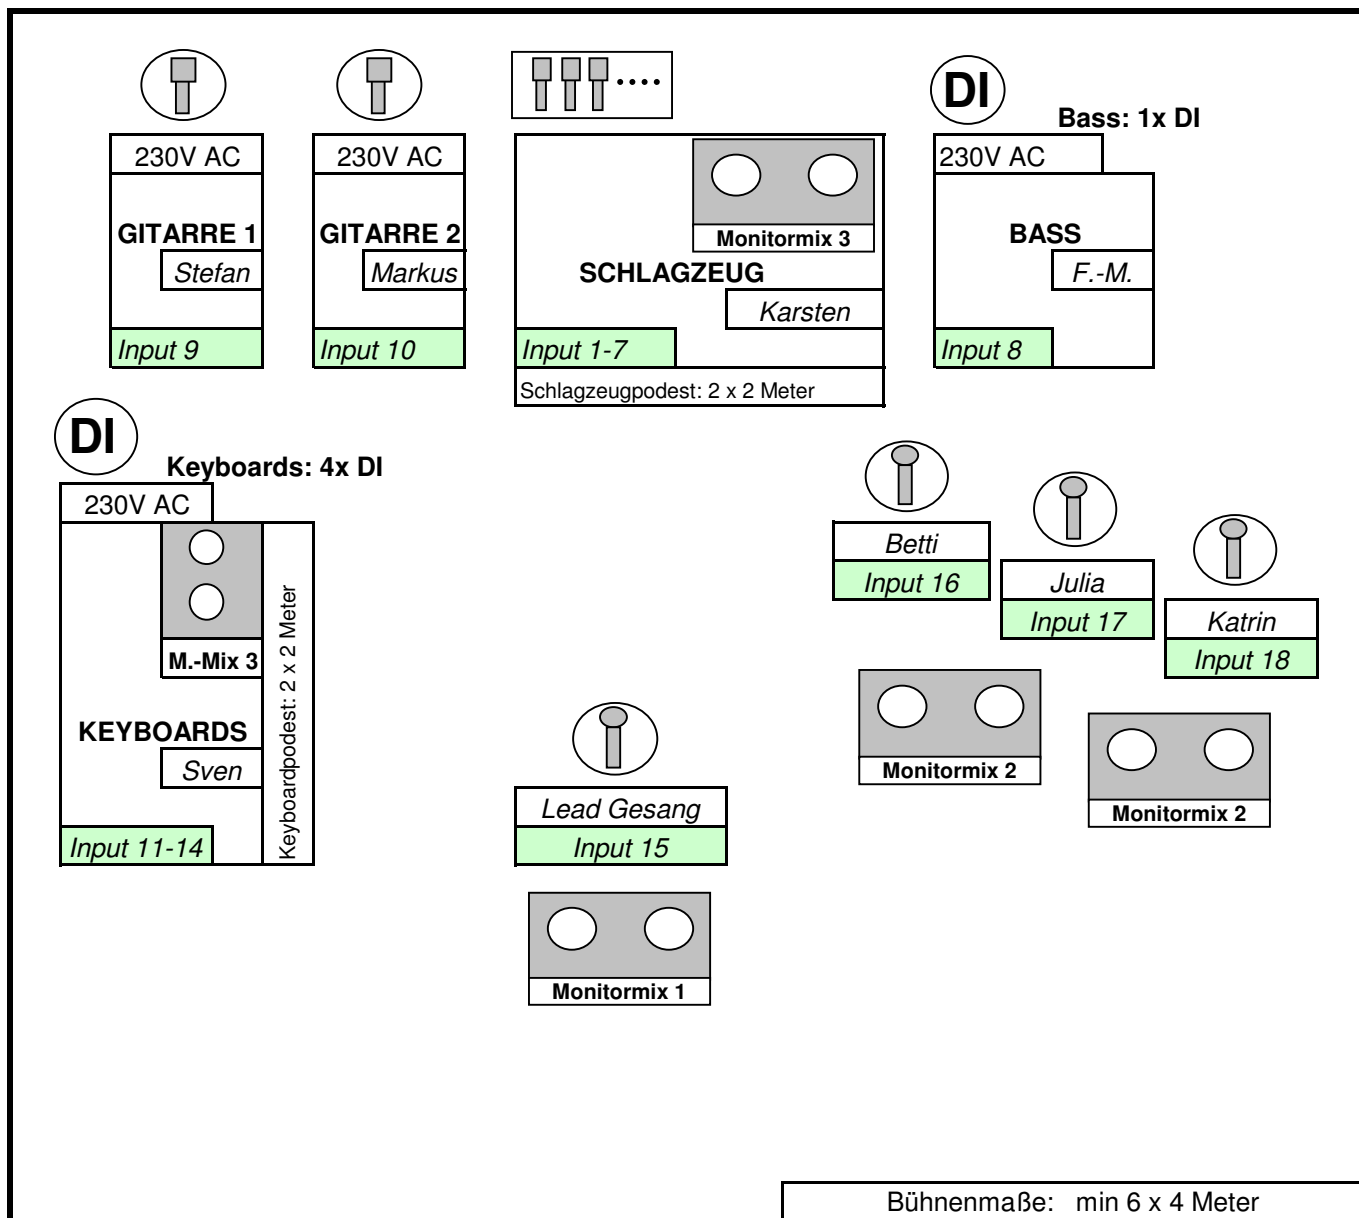 DI
Bass: 1x DI
230V AC
230V AC
230V AC
GITARRE 1
Stefan
Input 9
GITARRE 2
Markus
Input 10
Monitormix 3
SCHLAGZEUG
Karsten
Input 1-7
Schlagzeugpodest: 2 x 2 Meter
BASS
F.-M.
Input 8
DI
Keyboards: 4x DI
230V AC
M.-Mix 3
Keyboardpodest: 2 x 2 Meter
KEYBOARDS
Sven
Input 11-14
Betti
Input 16
Julia
Input 17
Katrin
Input 18
Monitormix 2
Monitormix 2
Lead Gesang
Input 15
Monitormix 1
Bühnenmaße: min 6 x 4 Meter